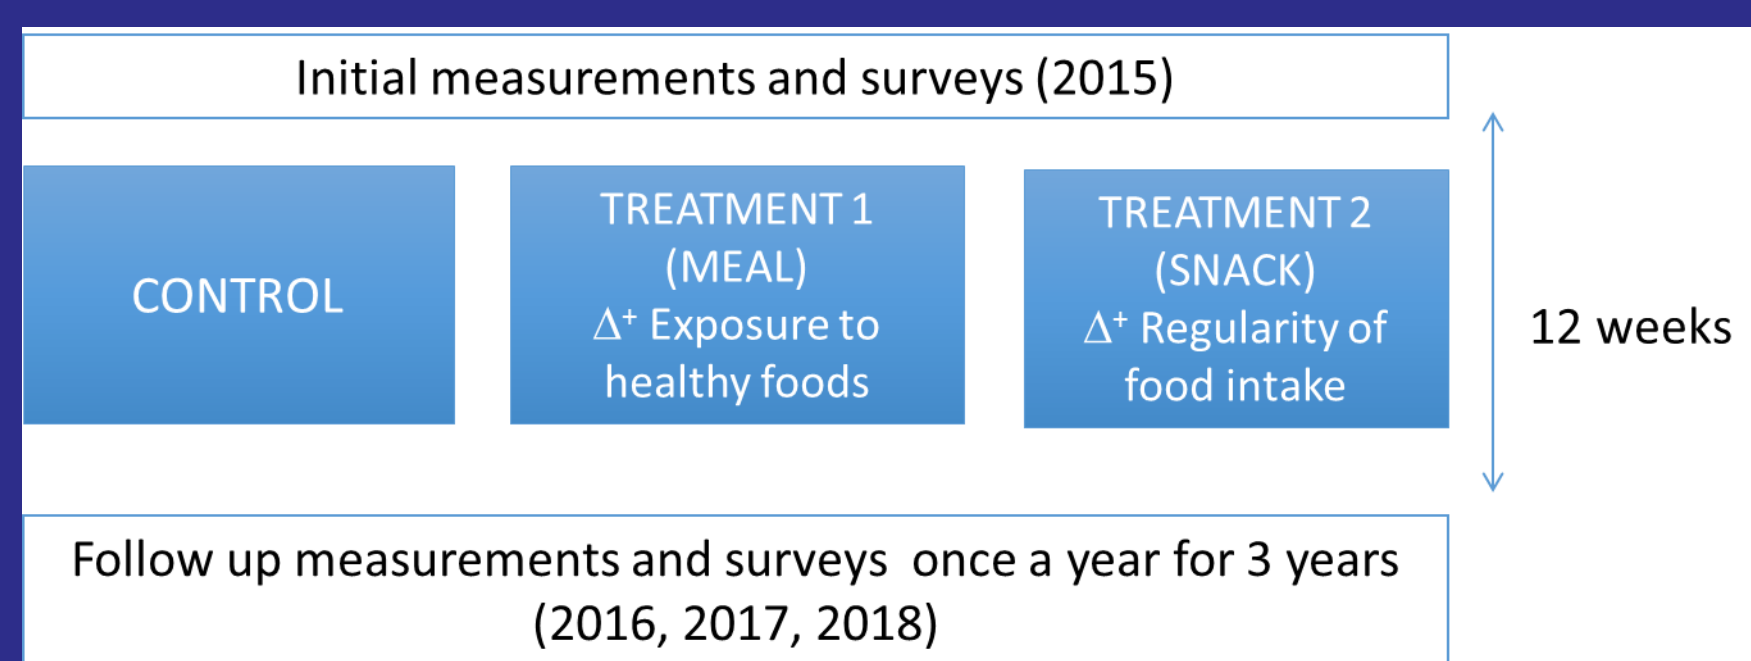 Initial measurements and surveys (2015)
CONTROL
TREATMENT 1
(MEAL)
Δ⁺ Exposure to
healthy foods
TREATMENT 2
(SNACK)
Δ⁺ Regularity of
food intake
12 weeks
Follow up measurements and surveys once a year for 3 years
(2016, 2017, 2018)